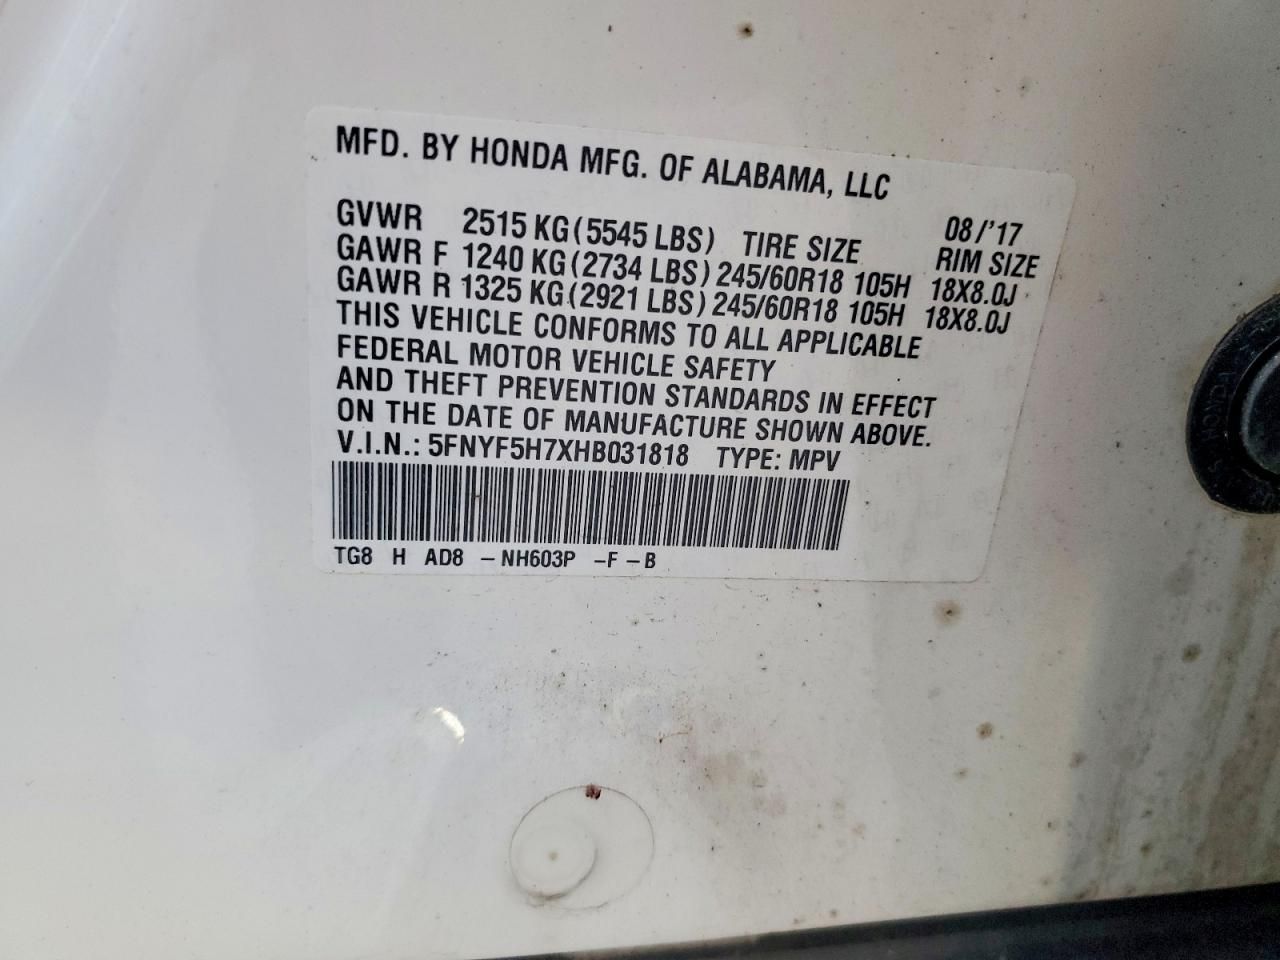 MFD. BY HONDA MFG. OF ALABAMA, LLC
08/'17
GVWR 2515 KG (5545 LBS) TIRE SIZE RIM SIZE
GAWR F 1240 KG (2734 LBS) 245/60R18 105H 18X8.0J
GAWR R 1325 KG (2921 LBS) 245/60R18 105H 18X8.0J
THIS VEHICLE CONFORMS TO ALL APPLICABLE
FEDERAL MOTOR VEHICLE SAFETY
AND THEFT PREVENTION STANDARDS IN EFFECT
ON THE DATE OF MANUFACTURE SHOWN ABOVE.
V.I.N.: 5FNYF5H7XHB031818 TYPE: MPV
TG8 H AD8 -NH603P -F-B
HONDA